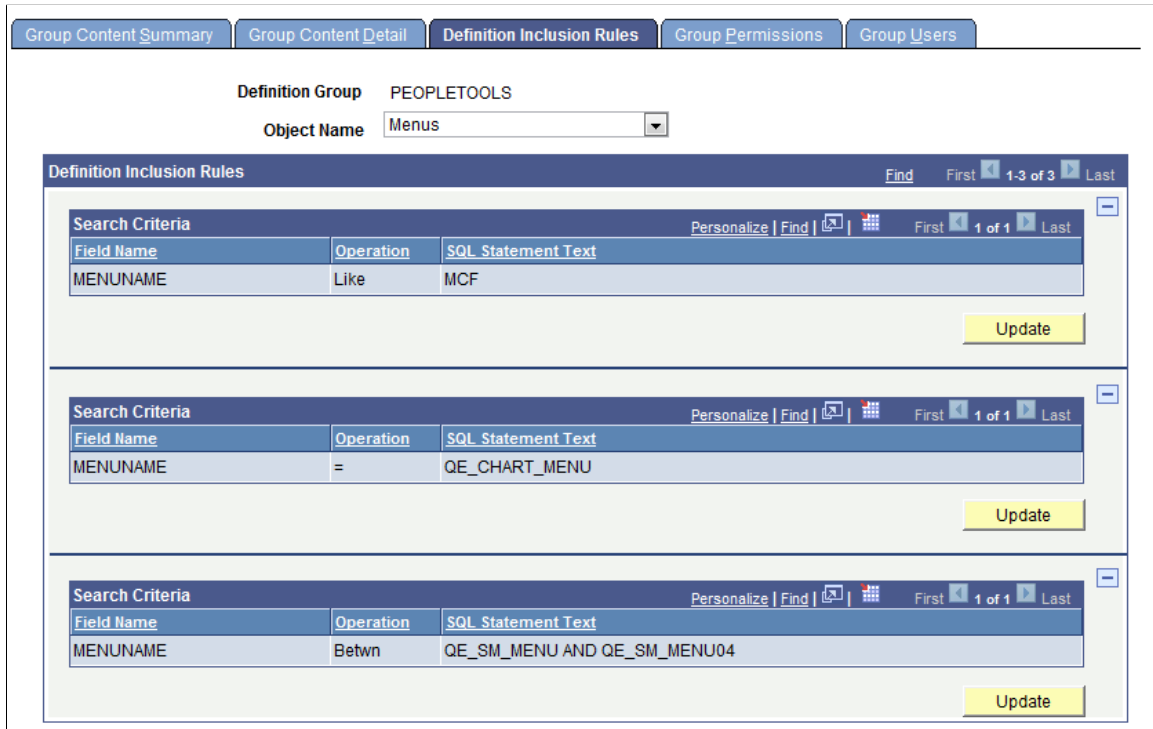 Group Content Summary Group Content Detail Definition Inclusion Rules Group Permissions Group Users
Definition Group PEOPLETOOLS
Object Name Menus
Definition Inclusion Rules Find First 1-3 of 3 Last
Search Criteria Personalize | Find | | First 1 of 1 Last
Field Name Operation SQL Statement Text
MENUNAME Like MCF
Update
Search Criteria Personalize | Find | | First 1 of 1 Last
Field Name Operation SQL Statement Text
MENUNAME = QE_CHART_MENU
Update
Search Criteria Personalize | Find | | First 1 of 1 Last
Field Name Operation SQL Statement Text
MENUNAME Betwn QE_SM_MENU AND QE_SM_MENU04
Update